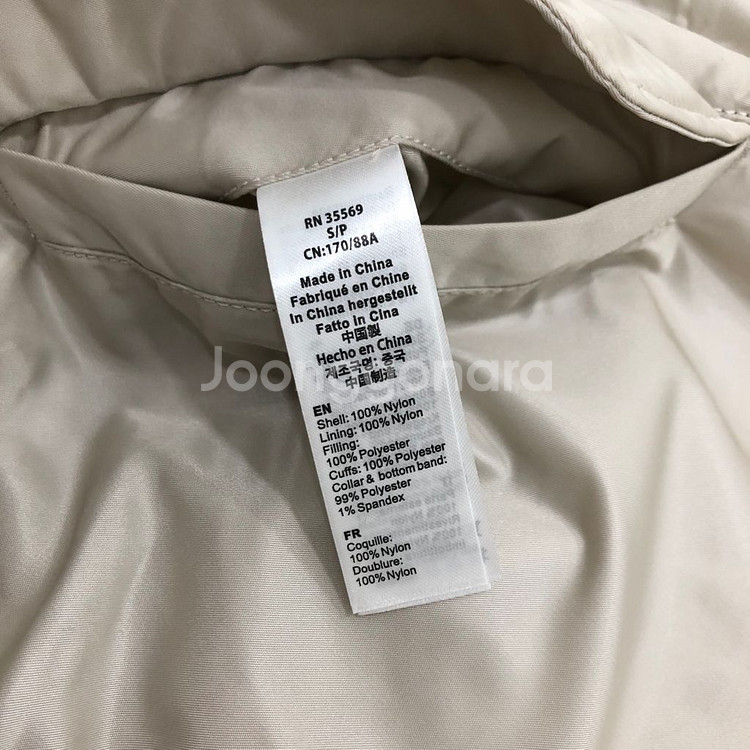 RN 35569
S/P
CN:170/88A
Made in China
Fabriqué en Chine
In China hergestellt
Fatto in Cina
中国製
Hecho en China
제조국명: 중국
中国制造
Joonggonara
EN
Shell: 100% Nylon
Lining: 100% Nylon
Filling:
100% Polyester
Cuffs: 100% Polyester
Collar & bottom band:
99% Polyester
1% Spandex
FR
Coquille:
100% Nylon
Doublure:
100% Nylon